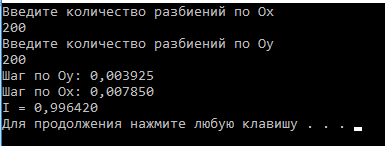 Введите количество разбиений по Ox
200
Введите количество разбиений по Oy
200
Шаг по Oy: 0,003925
Шаг по Ox: 0,007850
I = 0,996420
Для продолжения нажмите любую клавишу . . .